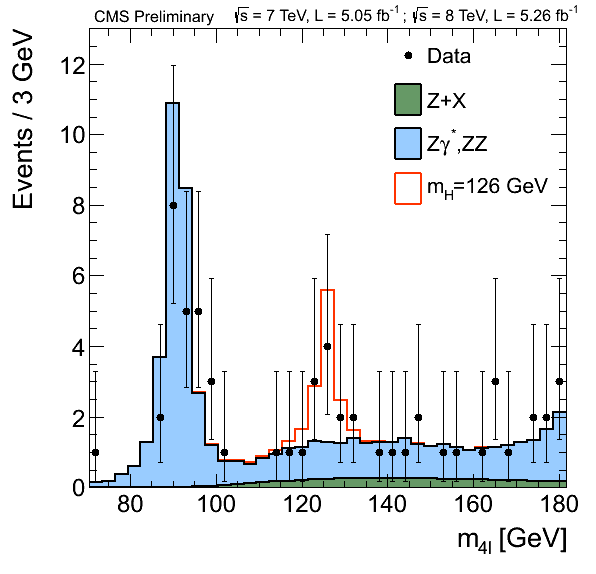 CMS Preliminary √s = 7 TeV, L = 5.05 fb⁻¹ ; √s = 8 TeV, L = 5.26 fb⁻¹
Events / 3 GeV
12
10
8
6
4
2
0
Data
Z+X
Zγ*,ZZ
m_H=126 GeV
80 100 120 140 160 180
m_4l [GeV]